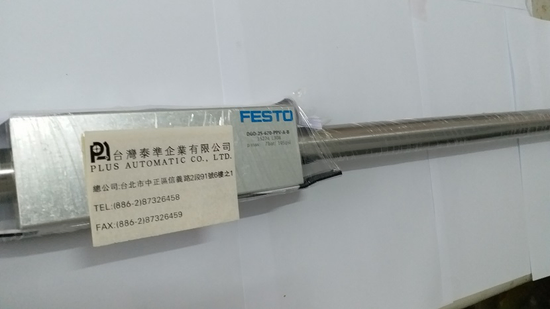 FESTO
PA 台灣泰準企業有限公司
PLUS AUTOMATIC CO., LTD.
總公司:台北市中正區信義路2段91號6樓之1
TEL:(886-2)87326458
FAX:(886-2)87326459